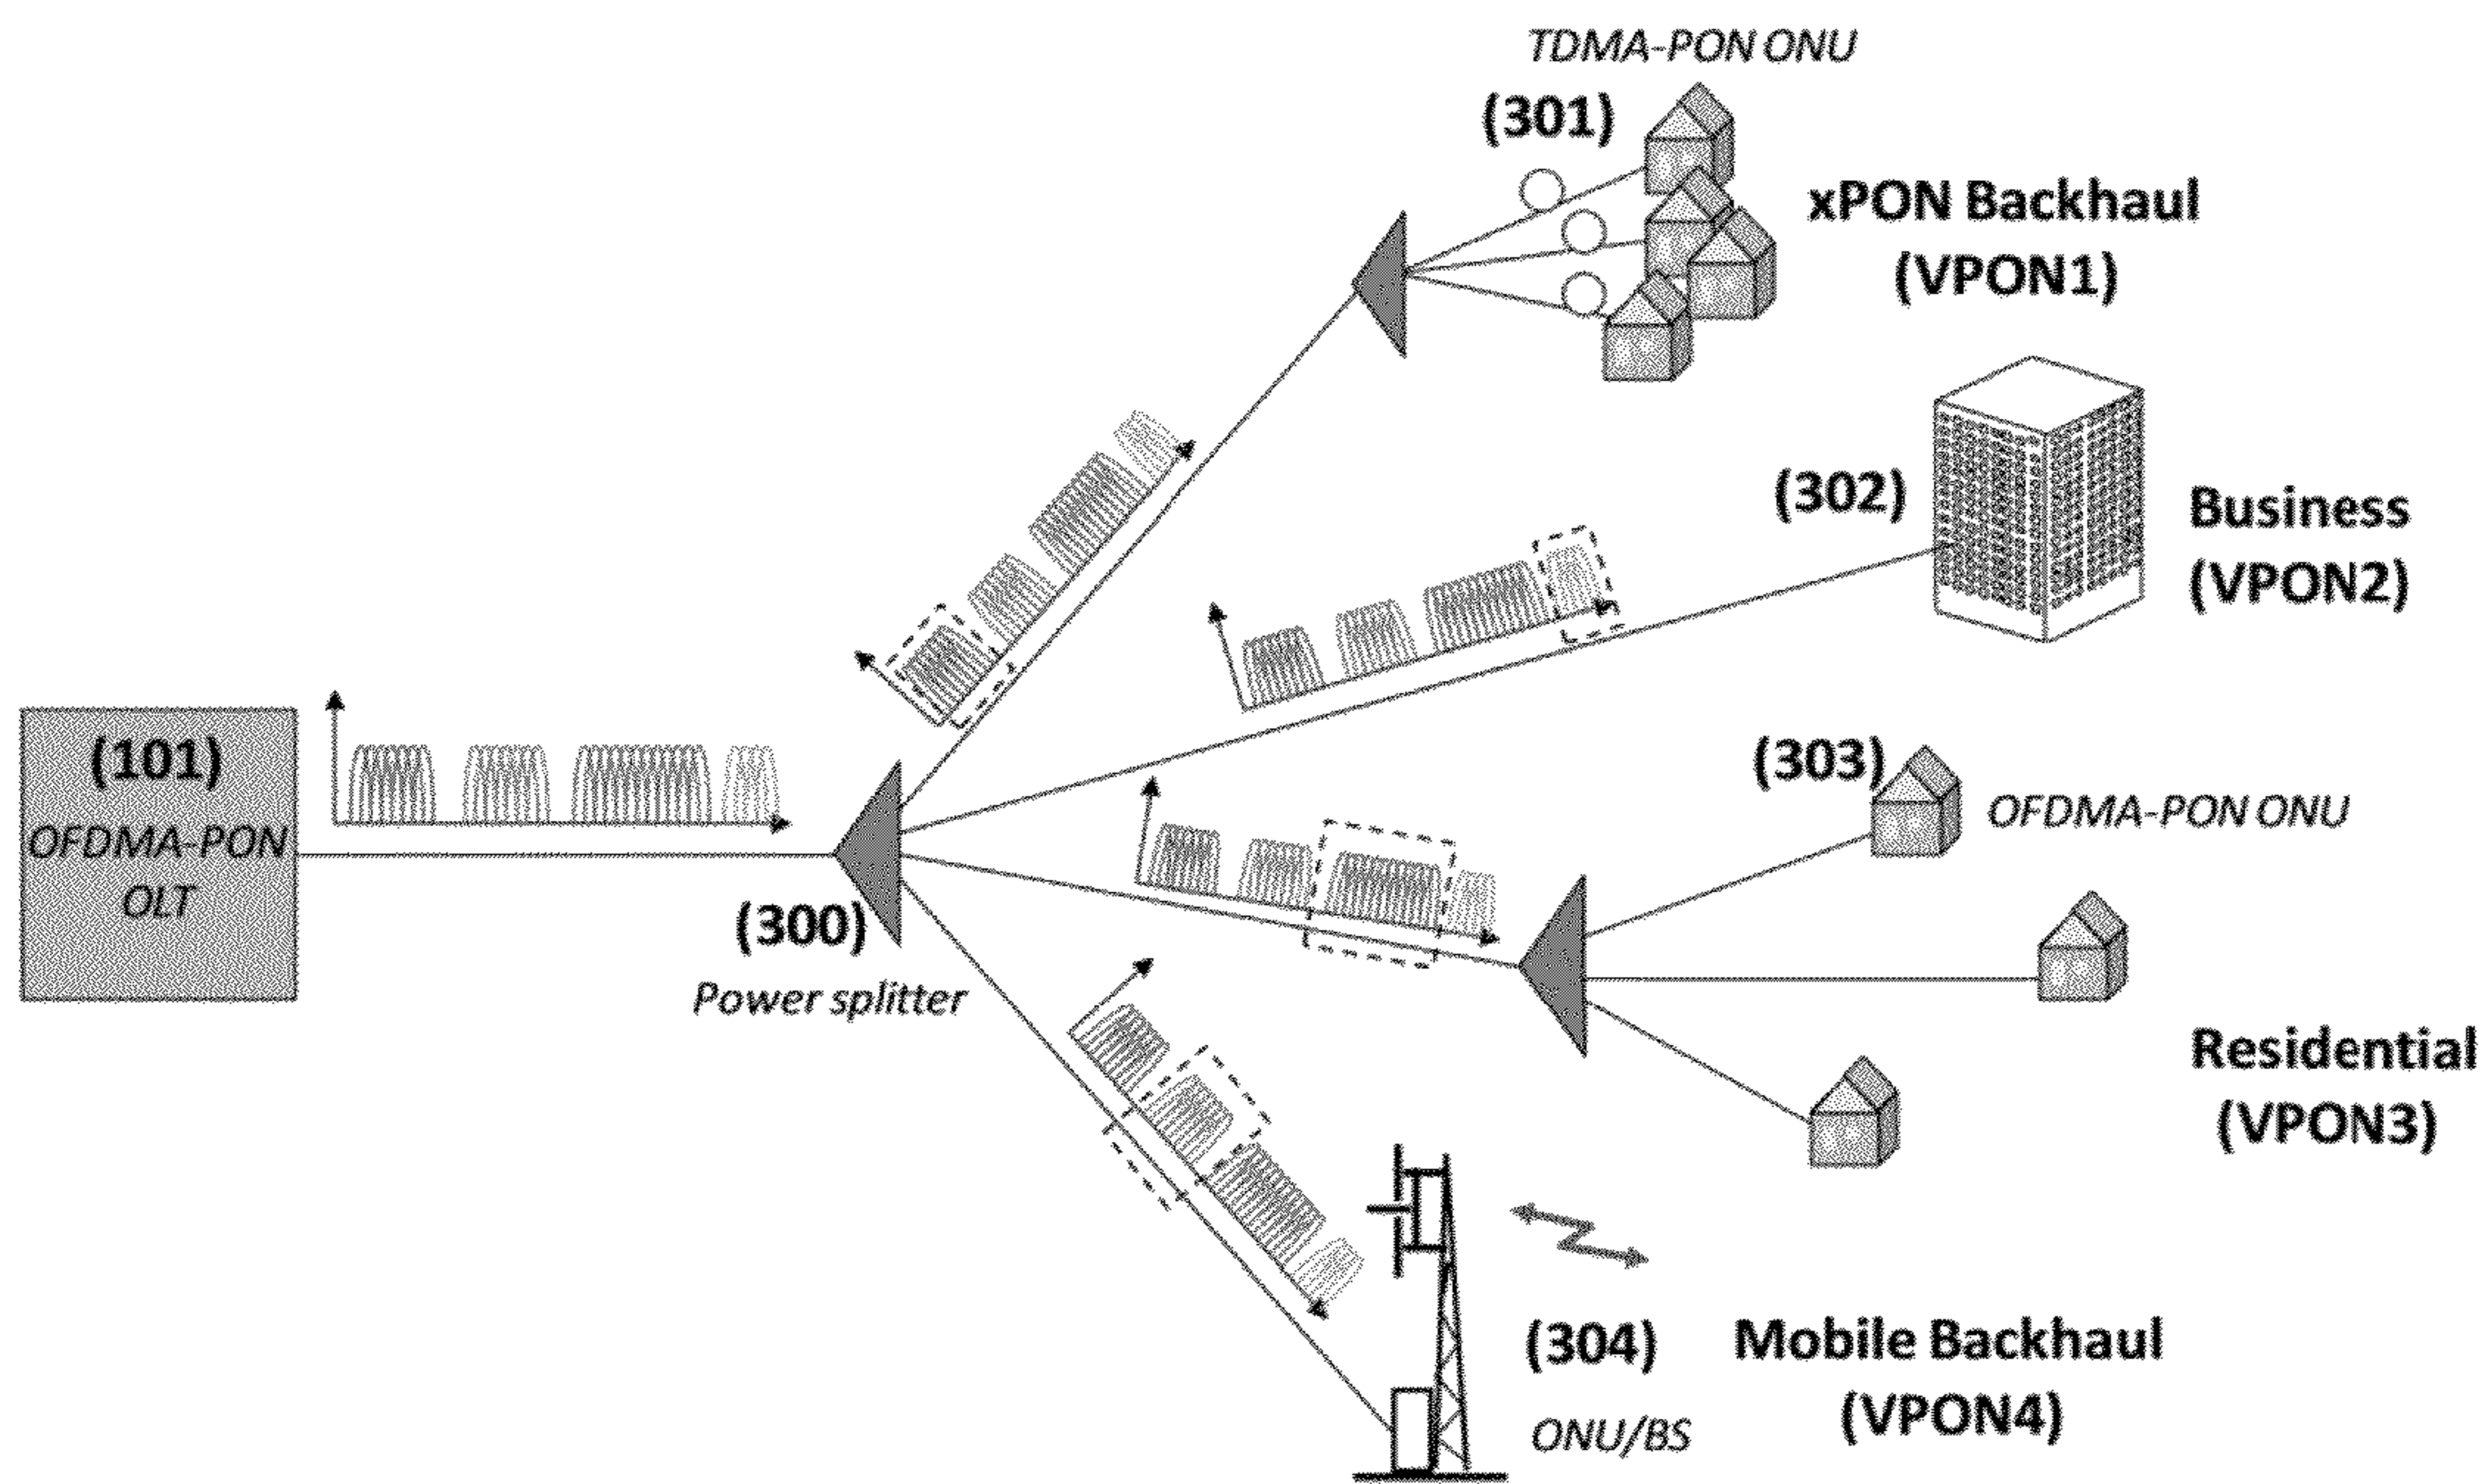 TDMA-PON ONU
(301)
xPON Backhaul
(VPON1)
(302)
Business
(VPON2)
(101)
OFDMA-PON
OLT
(300)
Power splitter
(303)
OFDMA-PON ONU
Residential
(VPON3)
(304)
ONU/BS
Mobile Backhaul
(VPON4)